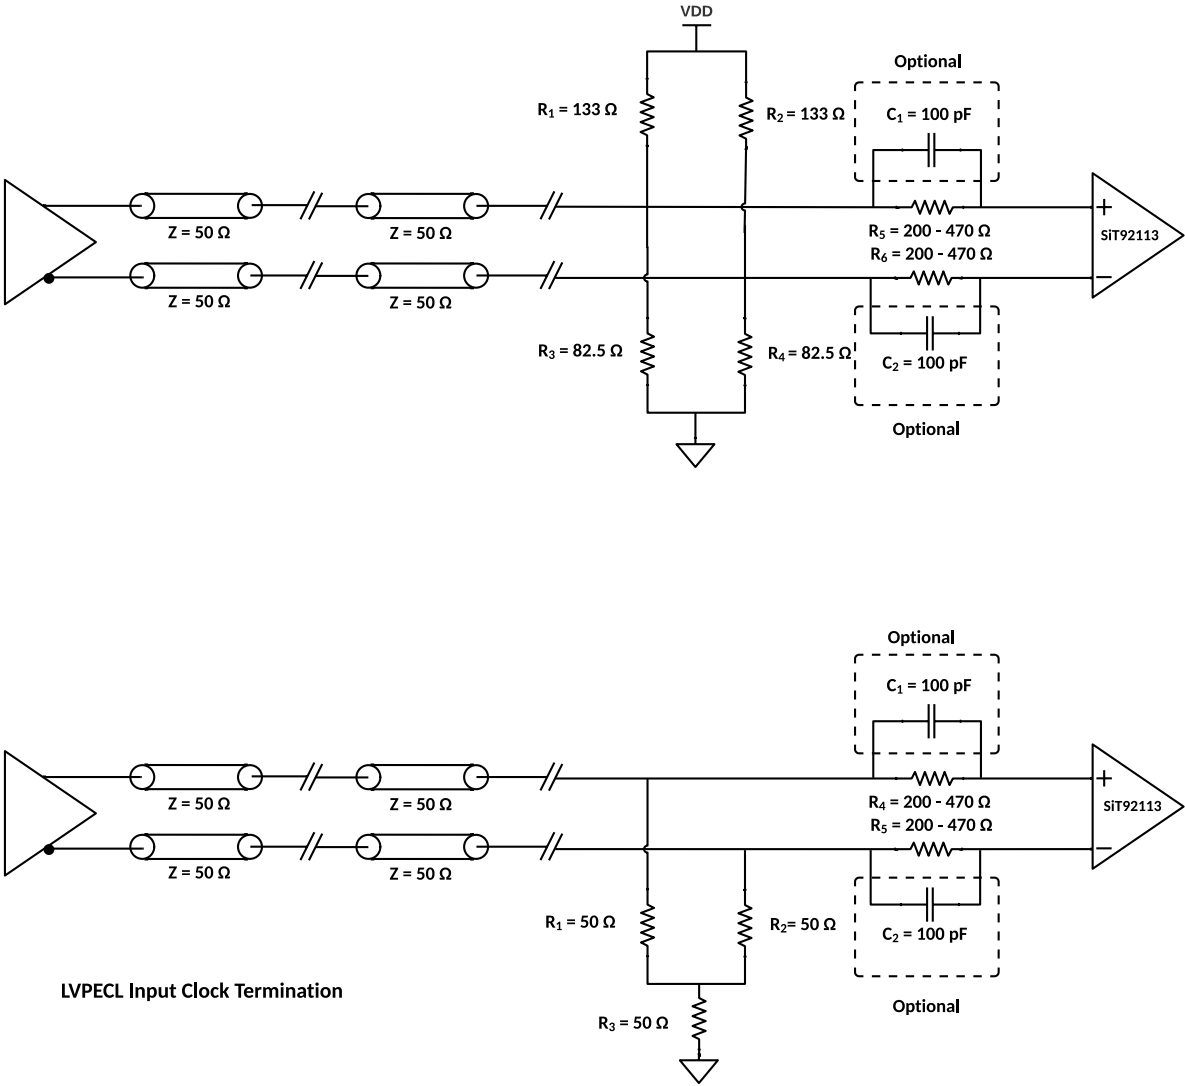 VDD
Optional
R1 = 133 Ω
R2 = 133 Ω
C1 = 100 pF
Z = 50 Ω
Z = 50 Ω
R5 = 200 - 470 Ω
R6 = 200 - 470 Ω
+
SiT92113
−
Z = 50 Ω
Z = 50 Ω
R3 = 82.5 Ω
R4 = 82.5 Ω
C2 = 100 pF
Optional
Optional
C1 = 100 pF
Z = 50 Ω
Z = 50 Ω
R4 = 200 - 470 Ω
R5 = 200 - 470 Ω
+
SiT92113
−
Z = 50 Ω
Z = 50 Ω
R1 = 50 Ω
R2= 50 Ω
C2 = 100 pF
LVPECL Input Clock Termination
Optional
R3 = 50 Ω